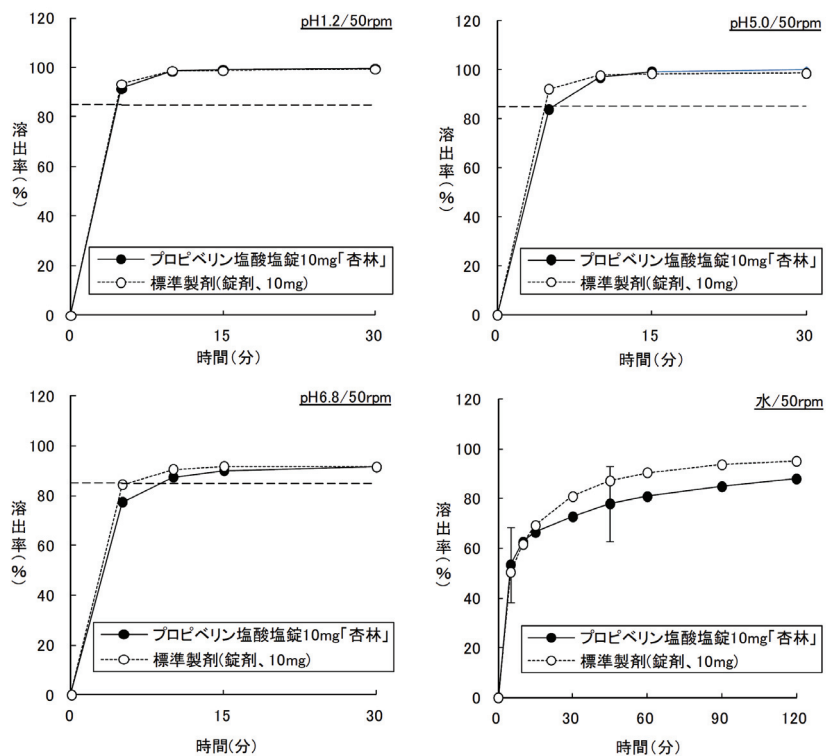 pH1.2/50rpm
120
100
80
60
40
20
0
溶出率(%)
プロピベリン塩酸塩錠10mg「杏林」
標準製剤(錠剤、10mg)
0 15 30
時間(分)
pH5.0/50rpm
120
100
80
60
40
20
0
溶出率(%)
プロピベリン塩酸塩錠10mg「杏林」
標準製剤(錠剤、10mg)
0 15 30
時間(分)
pH6.8/50rpm
120
100
80
60
40
20
0
溶出率(%)
プロピベリン塩酸塩錠10mg「杏林」
標準製剤(錠剤、10mg)
0 15 30
時間(分)
水/50rpm
120
100
80
60
40
20
0
溶出率(%)
プロピベリン塩酸塩錠10mg「杏林」
標準製剤(錠剤、10mg)
0 30 60 90 120
時間(分)